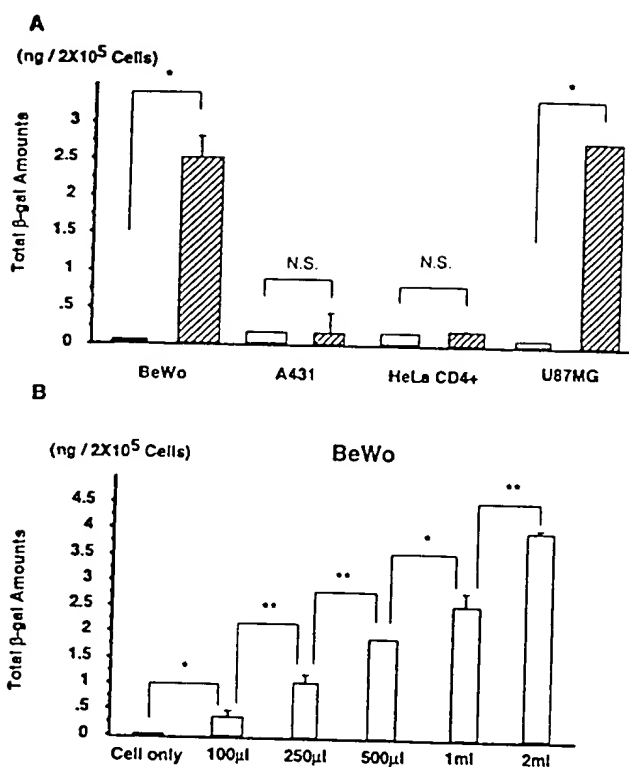 A
(ng / 2X10⁵ Cells)
Total β-gal Amounts
3
2.5
2
1.5
1
.5
0
*
N.S.
N.S.
*
BeWo A431 HeLa CD4+ U87MG
B
(ng / 2X10⁵ Cells)
BeWo
Total β-gal Amounts
4.5
4
3.5
3
2.5
2
1.5
1
.5
0
*
**
**
*
**
Cell only 100μl 250μl 500μl 1ml 2ml